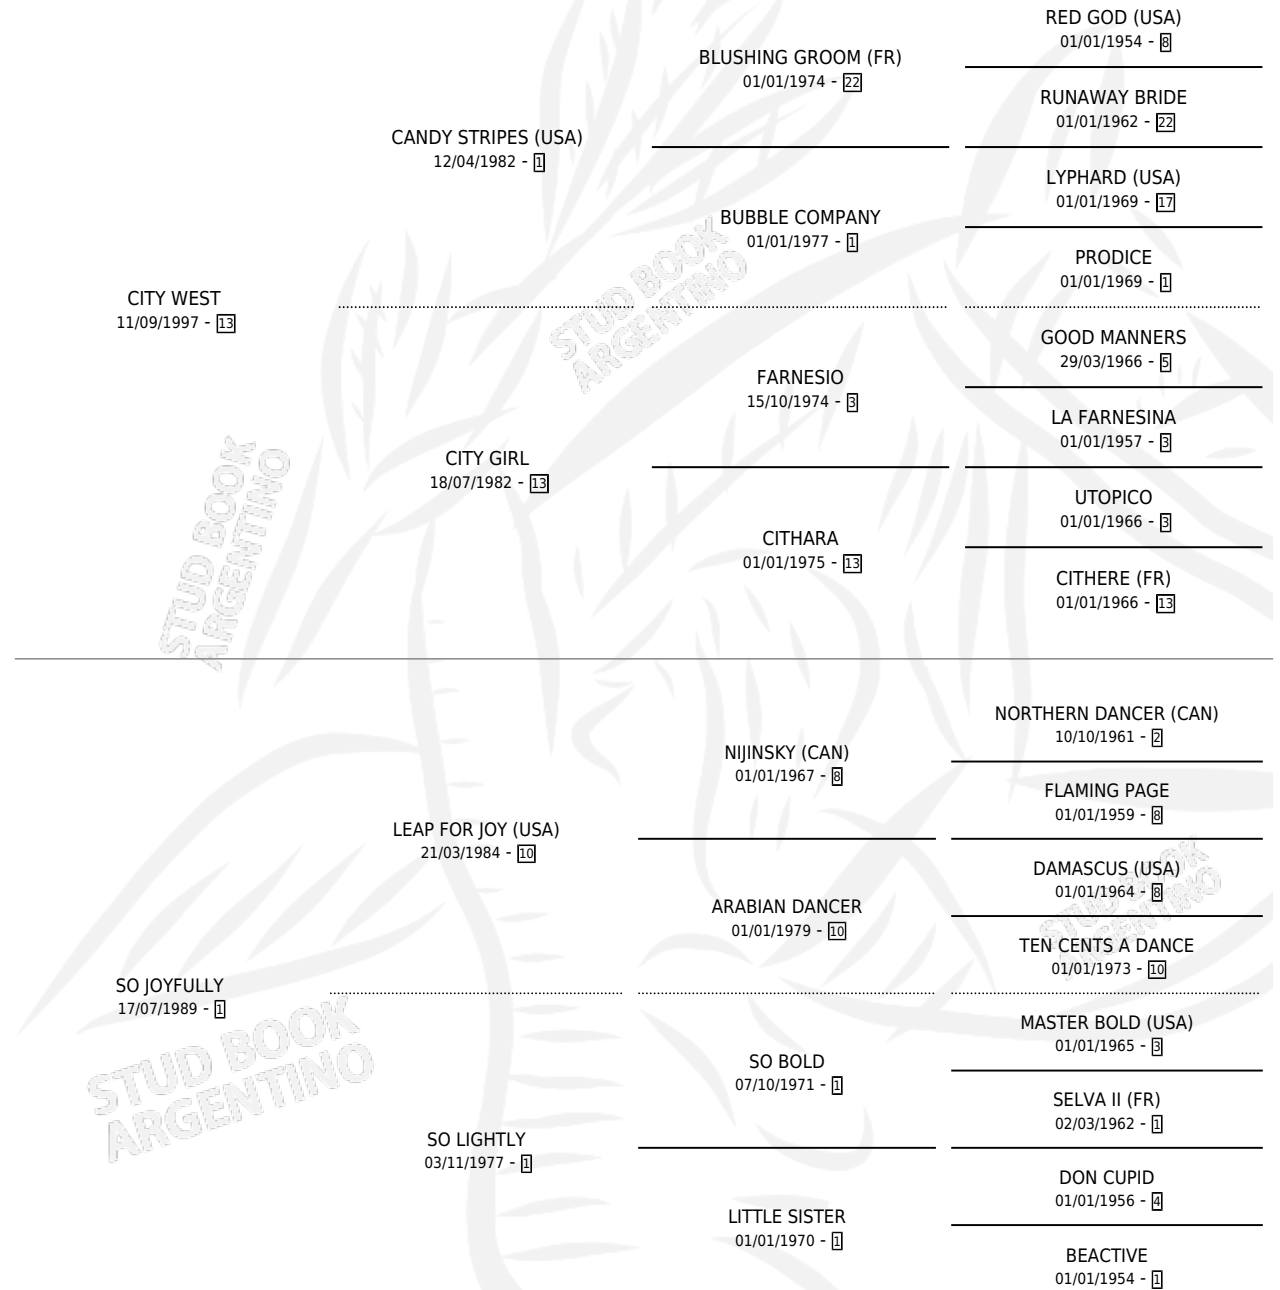 RED GOD (USA)
01/01/1954 - 8
BLUSHING GROOM (FR)
01/01/1974 - 22
RUNAWAY BRIDE
01/01/1962 - 22
CANDY STRIPES (USA)
12/04/1982 - 1
LYPHARD (USA)
01/01/1969 - 17
BUBBLE COMPANY
01/01/1977 - 1
PRODICE
01/01/1969 - 1
CITY WEST
11/09/1997 - 13
STUD BOOK
ARGENTINO
GOOD MANNERS
29/03/1966 - 5
FARNESIO
15/10/1974 - 3
LA FARNESINA
01/01/1957 - 3
CITY GIRL
18/07/1982 - 13
UTOPICO
01/01/1966 - 3
CITHARA
01/01/1975 - 13
CITHERE (FR)
01/01/1966 - 13
STUD BOOK
ARGENTINO
NORTHERN DANCER (CAN)
10/10/1961 - 2
NIJINSKY (CAN)
01/01/1967 - 8
FLAMING PAGE
01/01/1959 - 8
LEAP FOR JOY (USA)
21/03/1984 - 10
DAMASCUS (USA)
01/01/1964 - 8
ARABIAN DANCER
01/01/1979 - 10
STUD BOOK
ARGENTINO
TEN CENTS A DANCE
01/01/1973 - 10
SO JOYFULLY
17/07/1989 - 1
STUD BOOK
ARGENTINO
MASTER BOLD (USA)
01/01/1965 - 3
SO BOLD
07/10/1971 - 1
SELVA II (FR)
02/03/1962 - 1
SO LIGHTLY
03/11/1977 - 1
DON CUPID
01/01/1956 - 4
LITTLE SISTER
01/01/1970 - 1
BEACTIVE
01/01/1954 - 1